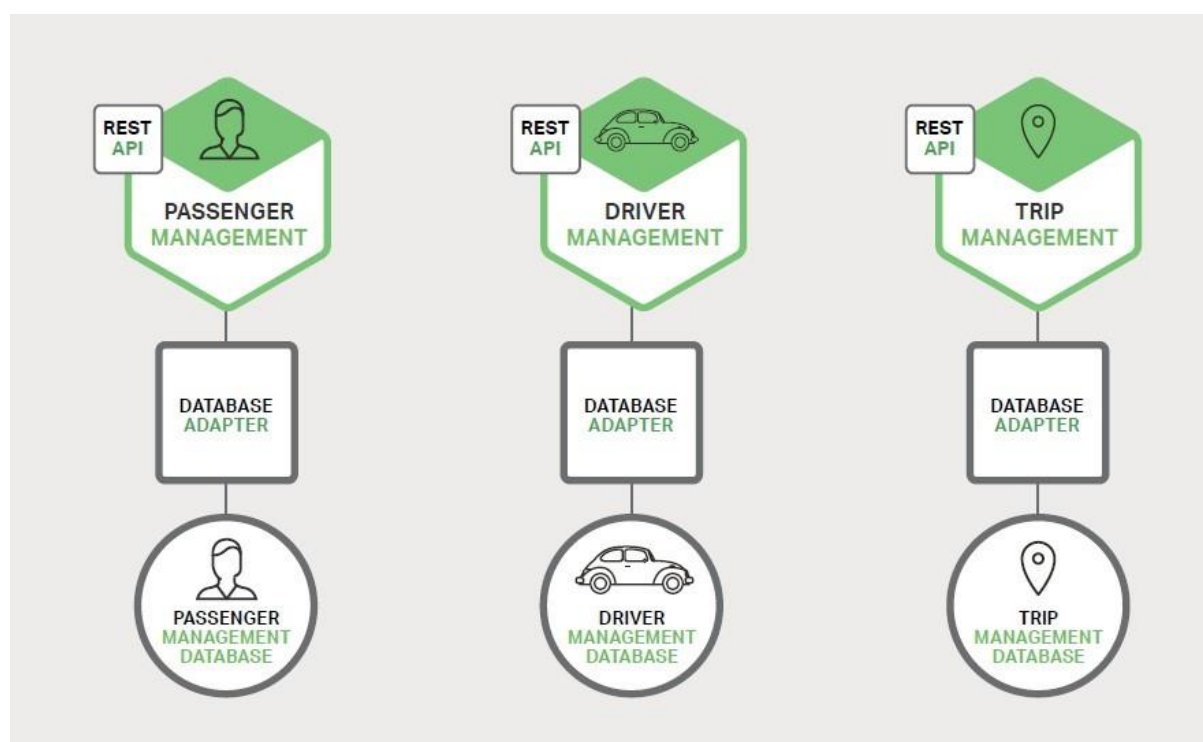 REST
API
PASSENGER
MANAGEMENT
REST
API
DRIVER
MANAGEMENT
REST
API
TRIP
MANAGEMENT
DATABASE
ADAPTER
DATABASE
ADAPTER
DATABASE
ADAPTER
PASSENGER
MANAGEMENT
DATABASE
DRIVER
MANAGEMENT
DATABASE
TRIP
MANAGEMENT
DATABASE